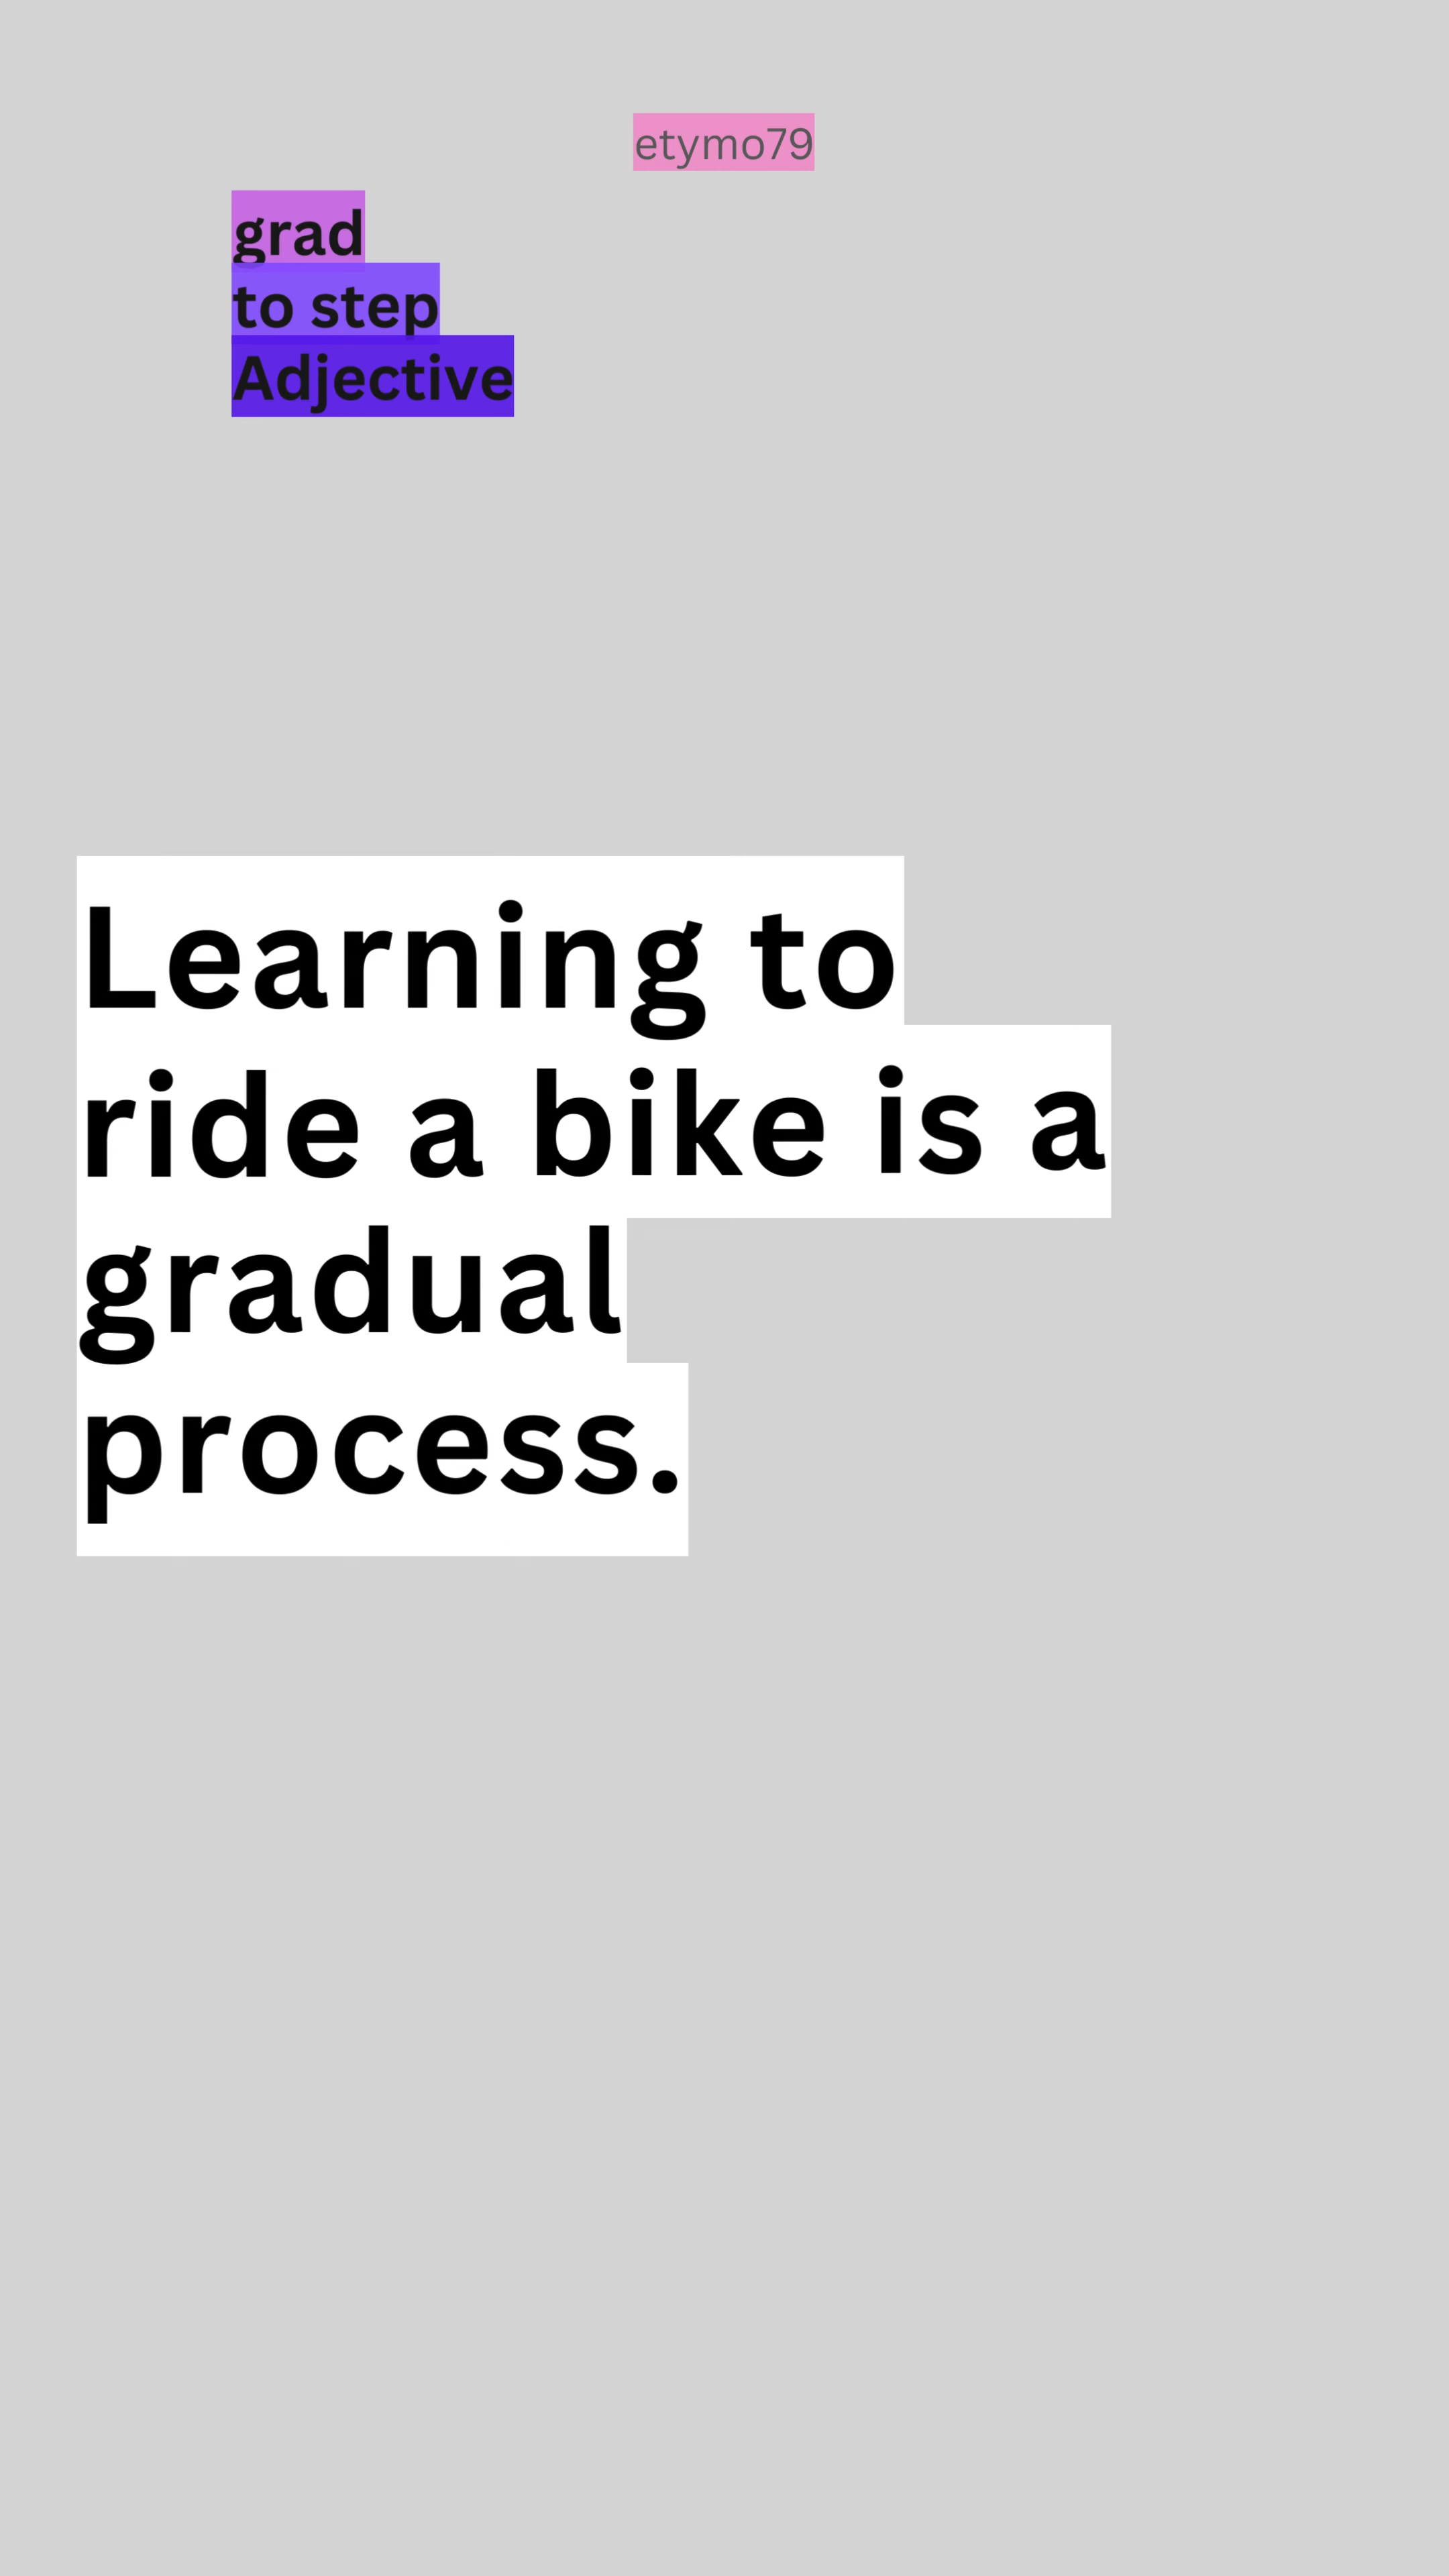 etymo79
grad
to step
Adjective
Learning to
ride a bike is a
gradual
process.